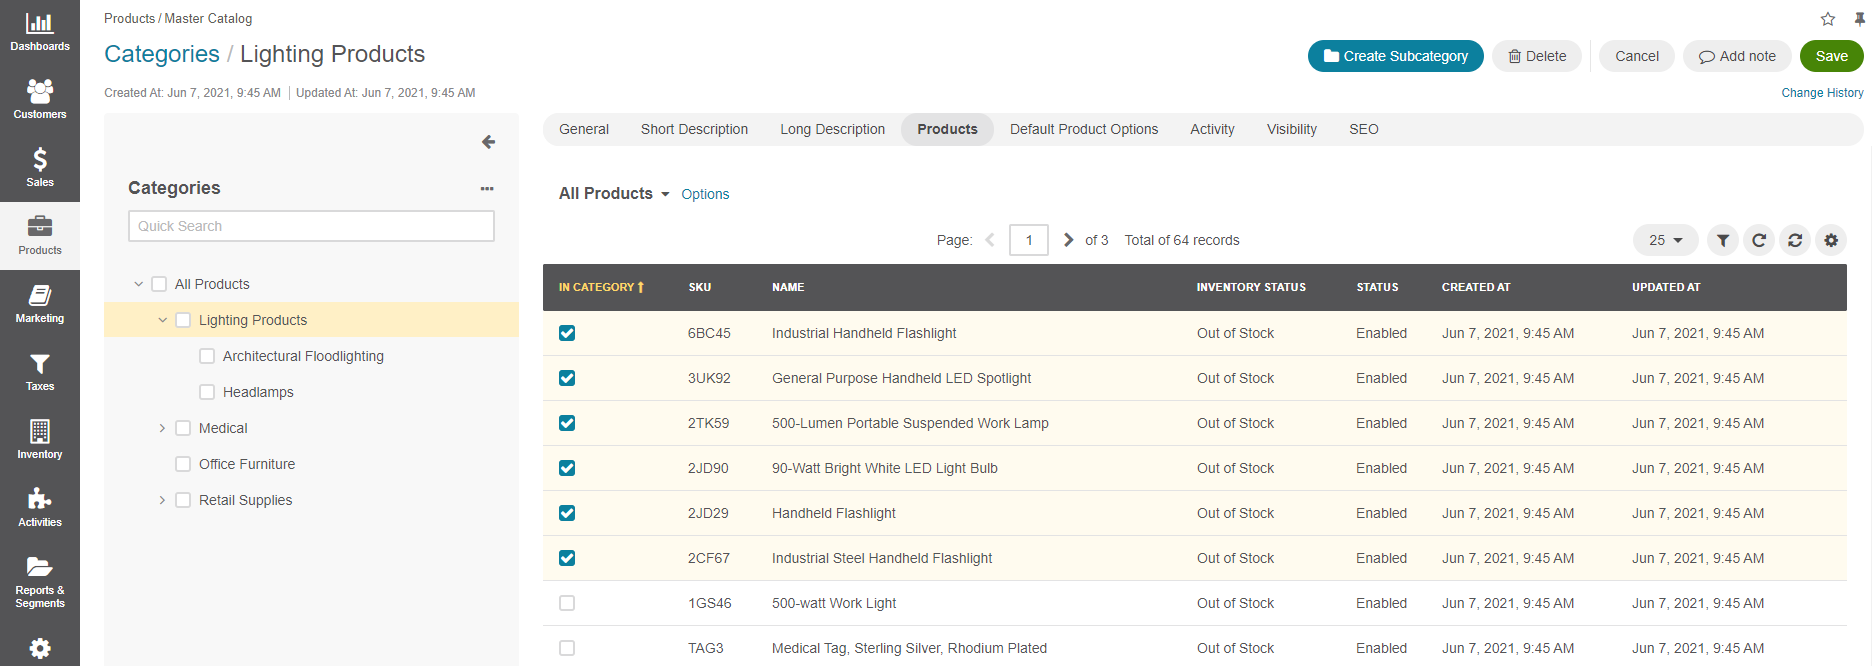 Dashboards
Customers
Sales
Products
Marketing
Taxes
Inventory
Activities
Reports &
Segments
Products / Master Catalog
Categories / Lighting Products
Create Subcategory Delete Cancel Add note Save
Created At: Jun 7, 2021, 9:45 AM Updated At: Jun 7, 2021, 9:45 AM
Change History
Categories
Quick Search
All Products
Lighting Products
Architectural Floodlighting
Headlamps
Medical
Office Furniture
Retail Supplies
General Short Description Long Description Products Default Product Options Activity Visibility SEO
All Products Options
Page: 1 of 3 Total of 64 records 25
IN CATEGORY SKU NAME INVENTORY STATUS STATUS CREATED AT UPDATED AT
6BC45 Industrial Handheld Flashlight Out of Stock Enabled Jun 7, 2021, 9:45 AM Jun 7, 2021, 9:45 AM
3UK92 General Purpose Handheld LED Spotlight Out of Stock Enabled Jun 7, 2021, 9:45 AM Jun 7, 2021, 9:45 AM
2TK59 500-Lumen Portable Suspended Work Lamp Out of Stock Enabled Jun 7, 2021, 9:45 AM Jun 7, 2021, 9:45 AM
2JD90 90-Watt Bright White LED Light Bulb Out of Stock Enabled Jun 7, 2021, 9:45 AM Jun 7, 2021, 9:45 AM
2JD29 Handheld Flashlight Out of Stock Enabled Jun 7, 2021, 9:45 AM Jun 7, 2021, 9:45 AM
2CF67 Industrial Steel Handheld Flashlight Out of Stock Enabled Jun 7, 2021, 9:45 AM Jun 7, 2021, 9:45 AM
1GS46 500-watt Work Light Out of Stock Enabled Jun 7, 2021, 9:45 AM Jun 7, 2021, 9:45 AM
TAG3 Medical Tag, Sterling Silver, Rhodium Plated Out of Stock Enabled Jun 7, 2021, 9:45 AM Jun 7, 2021, 9:45 AM